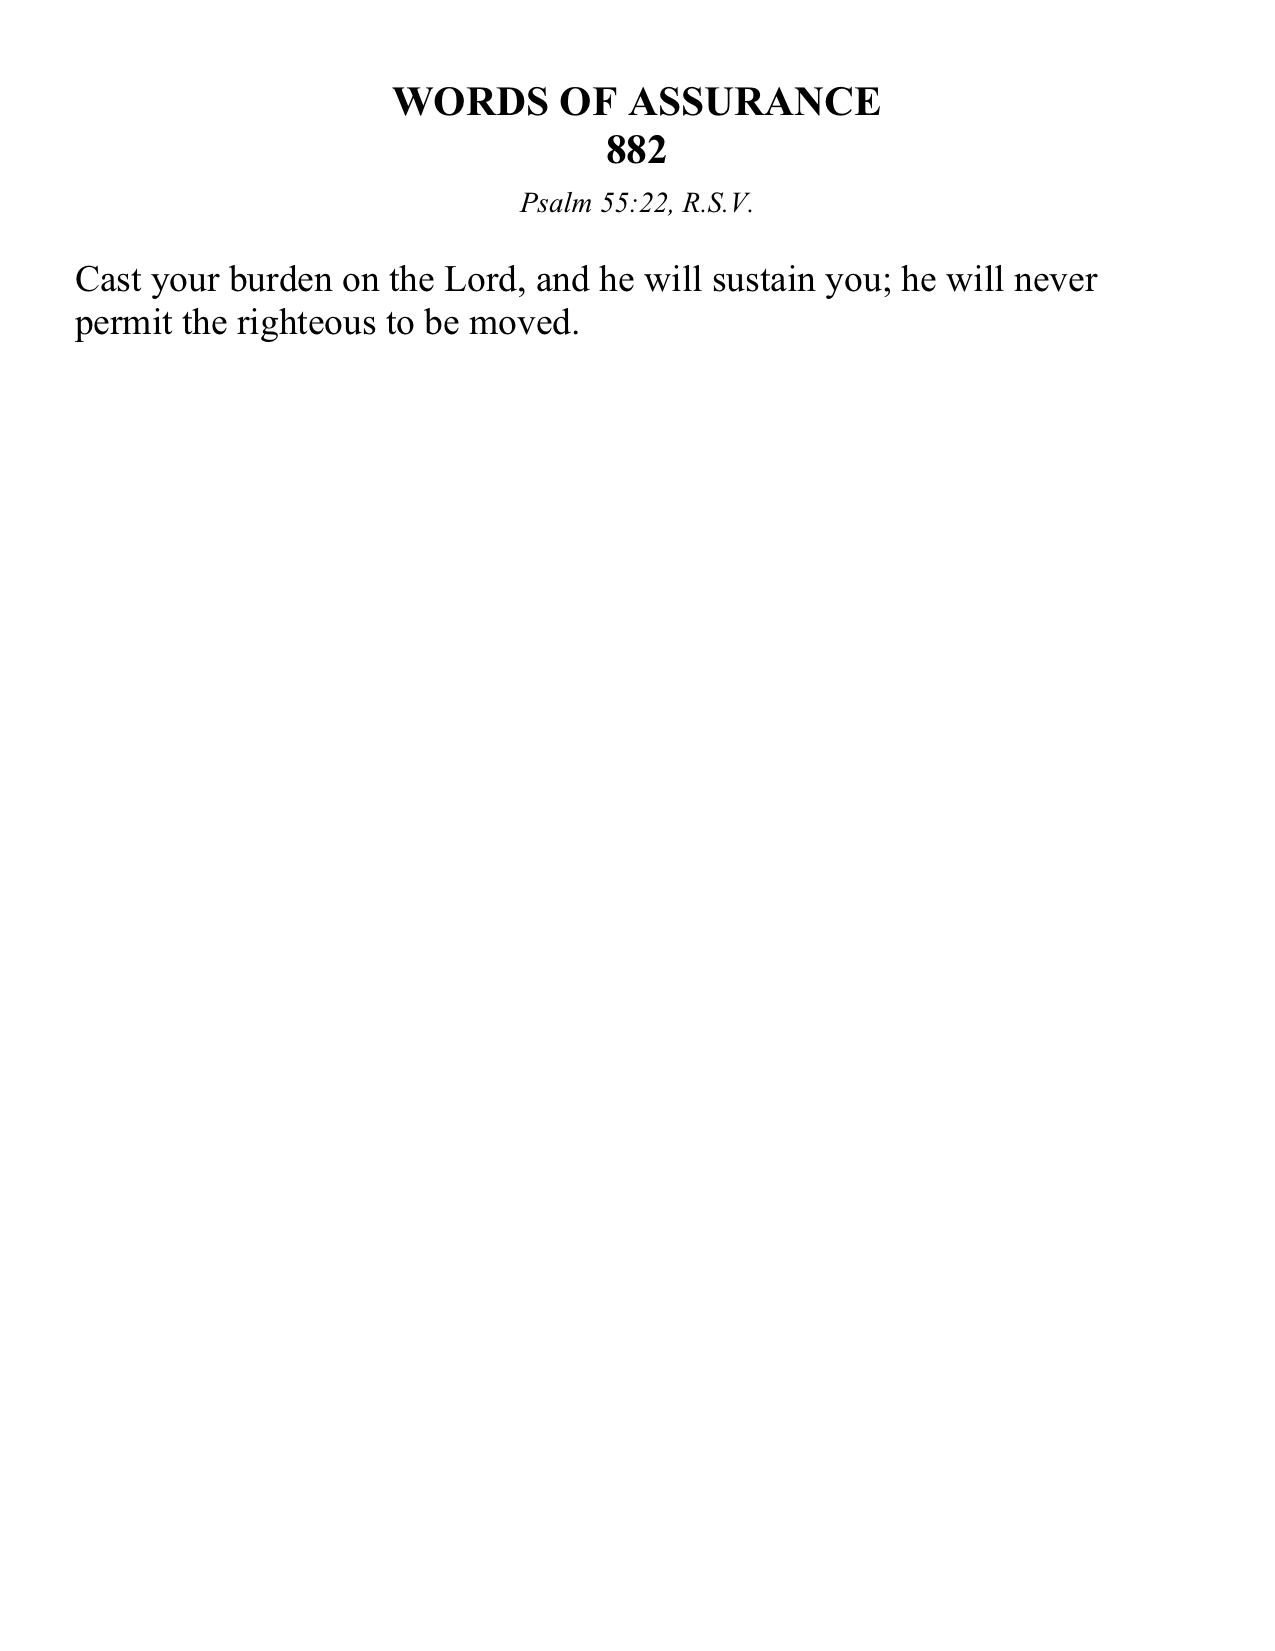 WORDS OF ASSURANCE
882
Psalm 55:22, R.S.V.
Cast your burden on the Lord, and he will sustain you; he will never
permit the righteous to be moved.